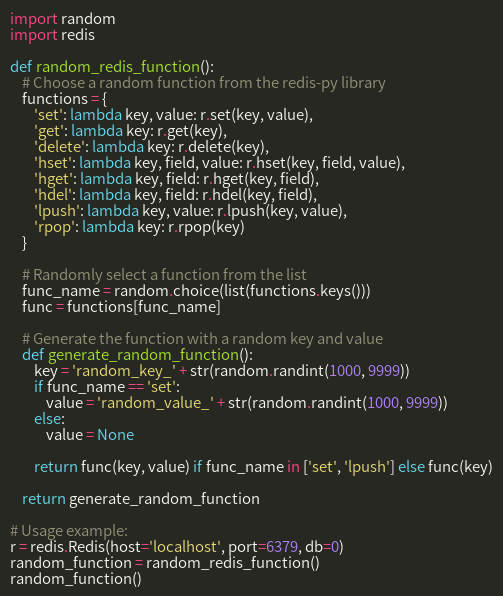 import random
import redis

def random_redis_function():
    # Choose a random function from the redis-py library
    functions = {
        'set': lambda key, value: r.set(key, value),
        'get': lambda key: r.get(key),
        'delete': lambda key: r.delete(key),
        'hset': lambda key, field, value: r.hset(key, field, value),
        'hget': lambda key, field: r.hget(key, field),
        'hdel': lambda key, field: r.hdel(key, field),
        'lpush': lambda key, value: r.lpush(key, value),
        'rpop': lambda key: r.rpop(key)
    }

    # Randomly select a function from the list
    func_name = random.choice(list(functions.keys()))
    func = functions[func_name]

    # Generate the function with a random key and value
    def generate_random_function():
        key = 'random_key_' + str(random.randint(1000, 9999))
        if func_name == 'set':
            value = 'random_value_' + str(random.randint(1000, 9999))
        else:
            value = None

        return func(key, value) if func_name in ['set', 'lpush'] else func(key)

    return generate_random_function

# Usage example:
r = redis.Redis(host='localhost', port=6379, db=0)
random_function = random_redis_function()
random_function()